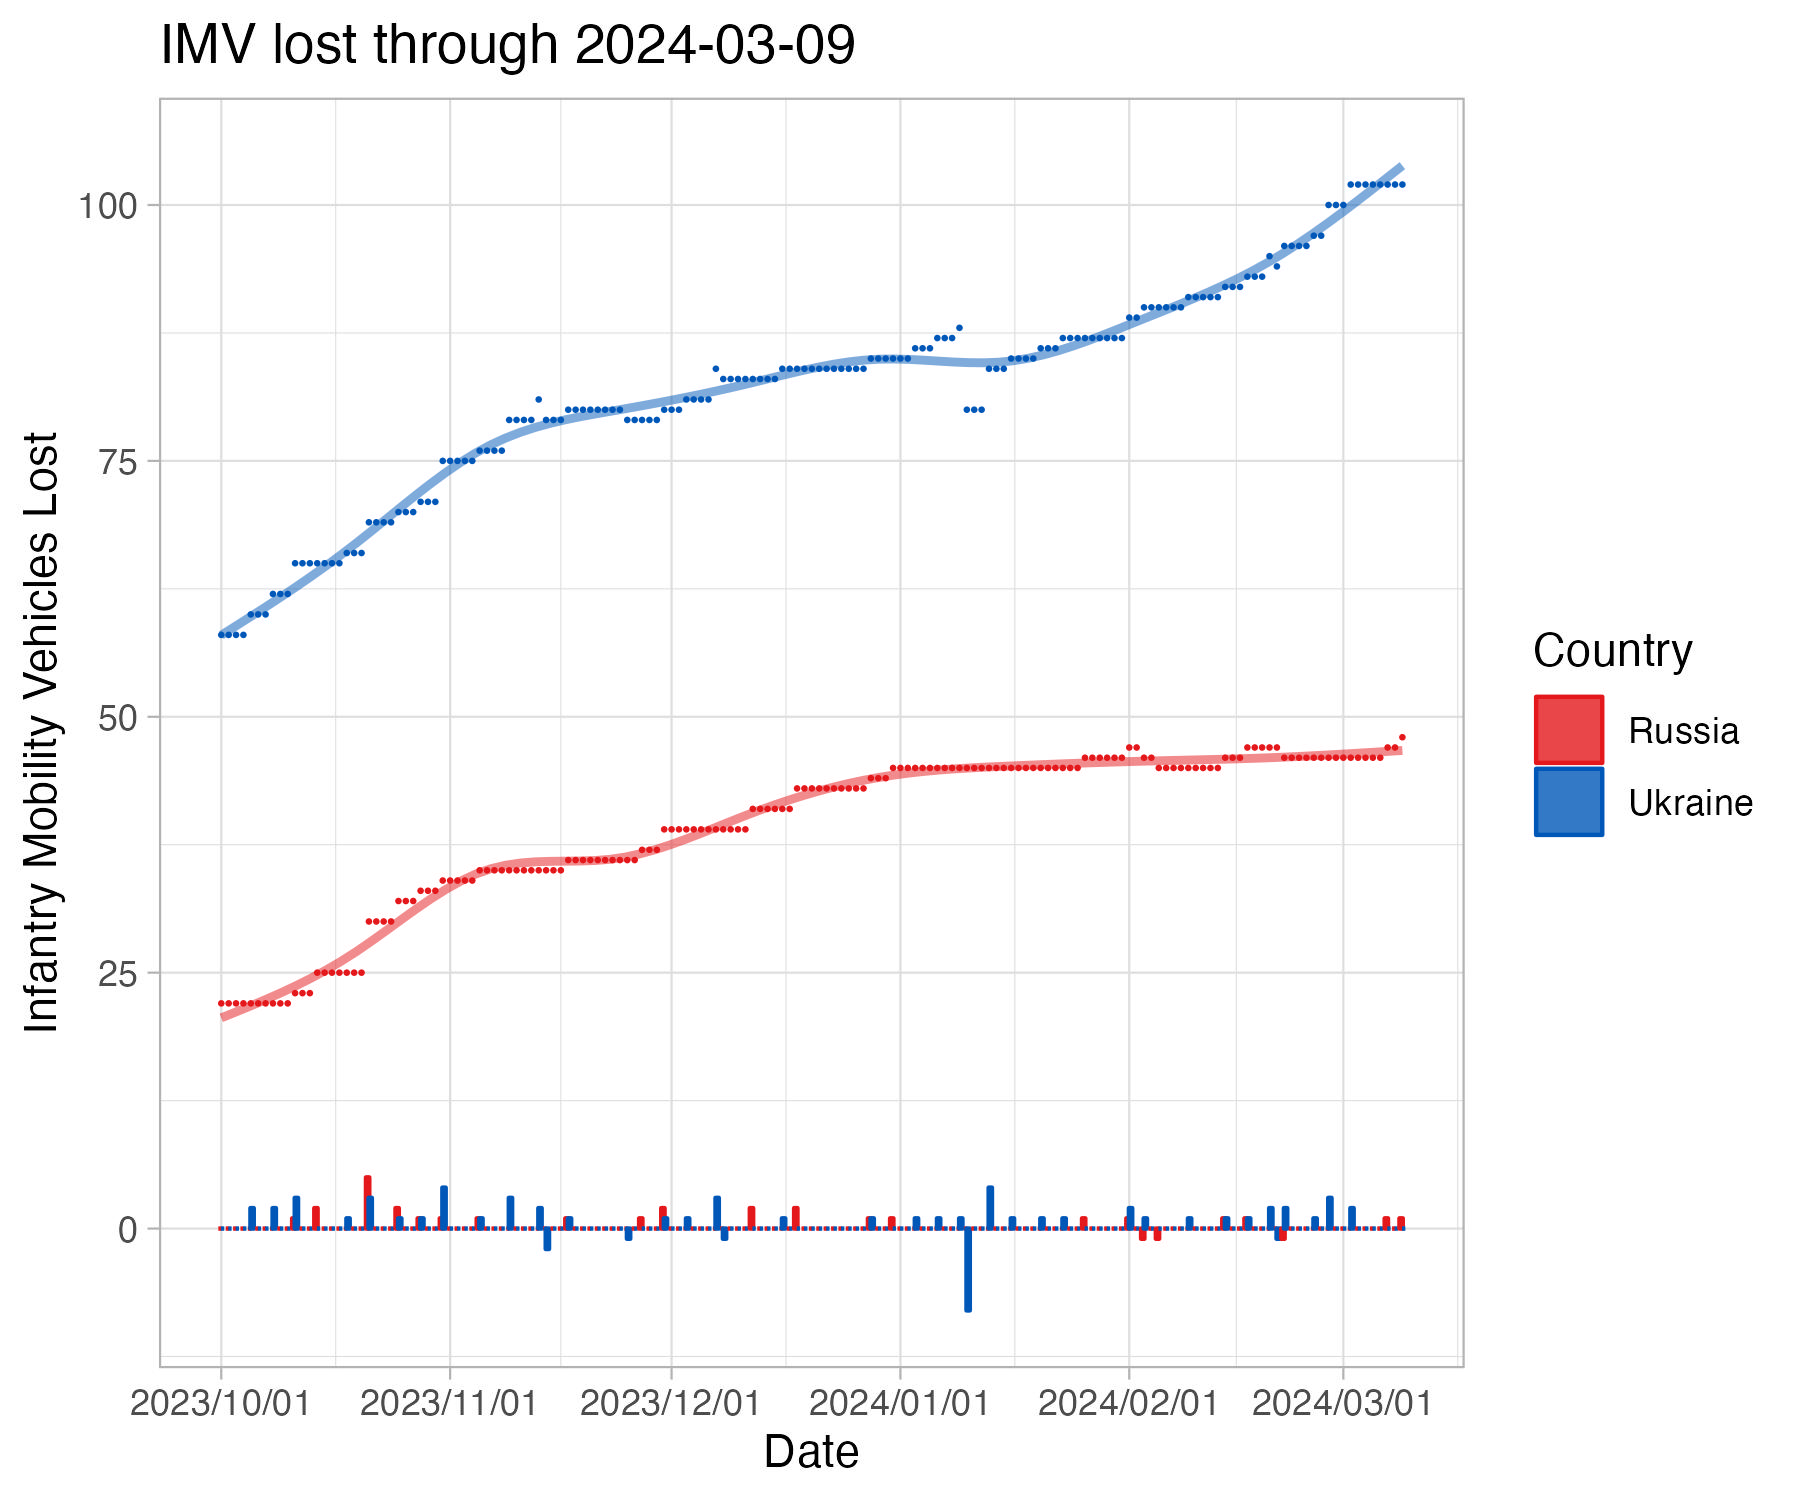 IMV lost through 2024-03-09
Infantry Mobility Vehicles Lost
100
75
50
25
0
2023/10/01 2023/11/01 2023/12/01 2024/01/01 2024/02/01 2024/03/01
Date
Country
Russia
Ukraine